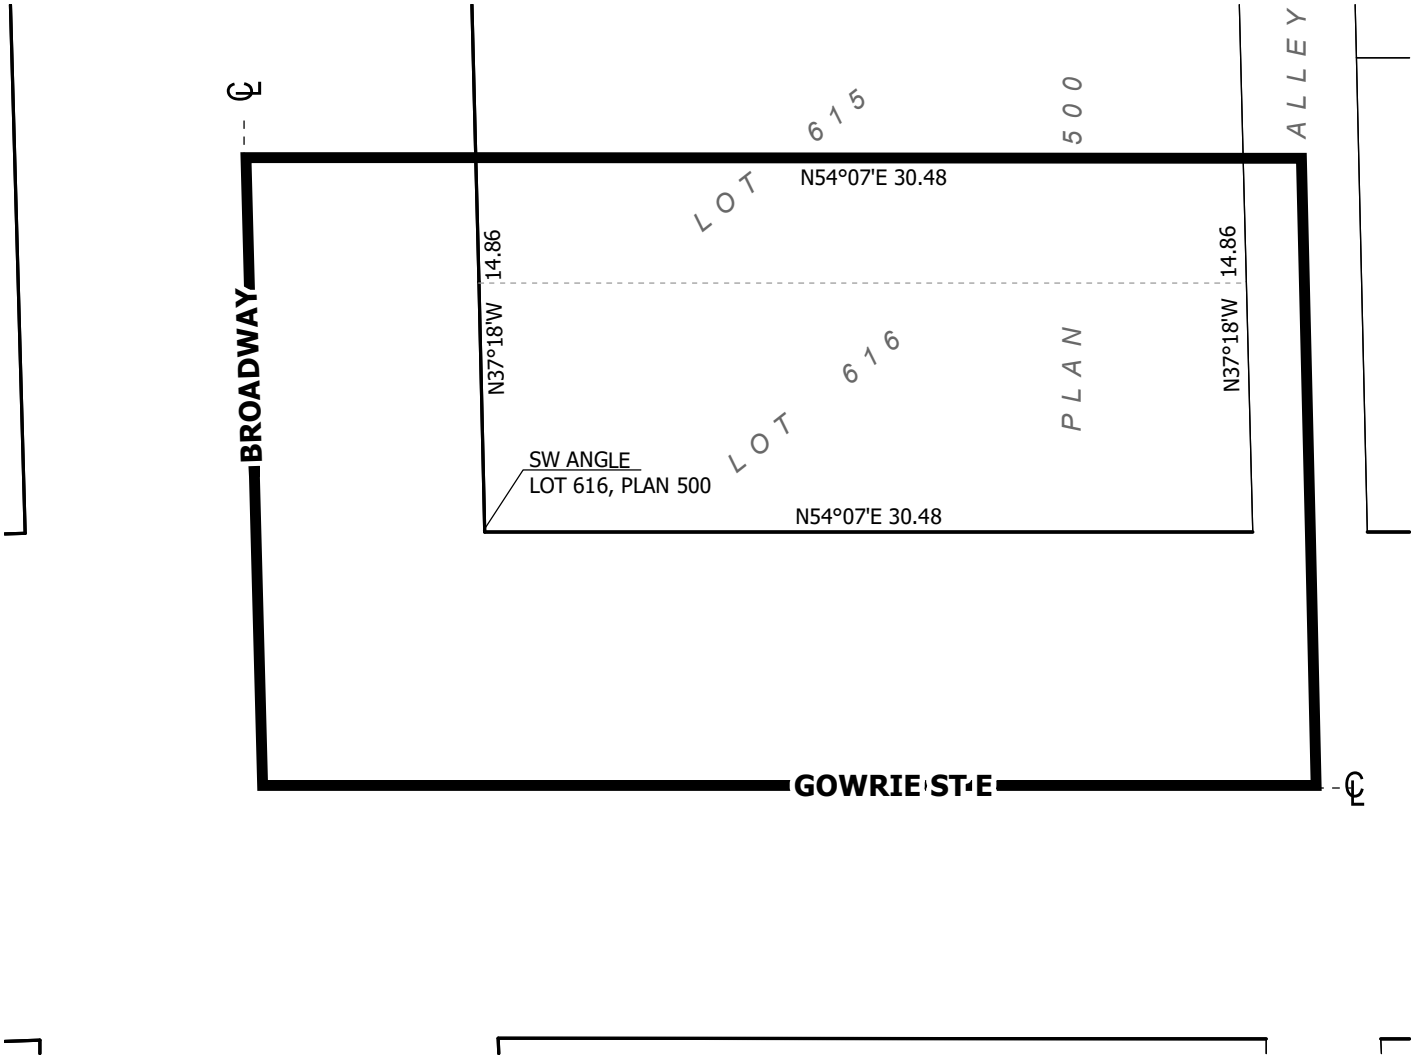 ℄
LOT 615
PLAN 500
ALLEY
N54°07'E 30.48
N37°18'W 14.86
N37°18'W 14.86
BROADWAY
LOT 616
SW ANGLE
LOT 616, PLAN 500
N54°07'E 30.48
GOWRIE ST E
℄